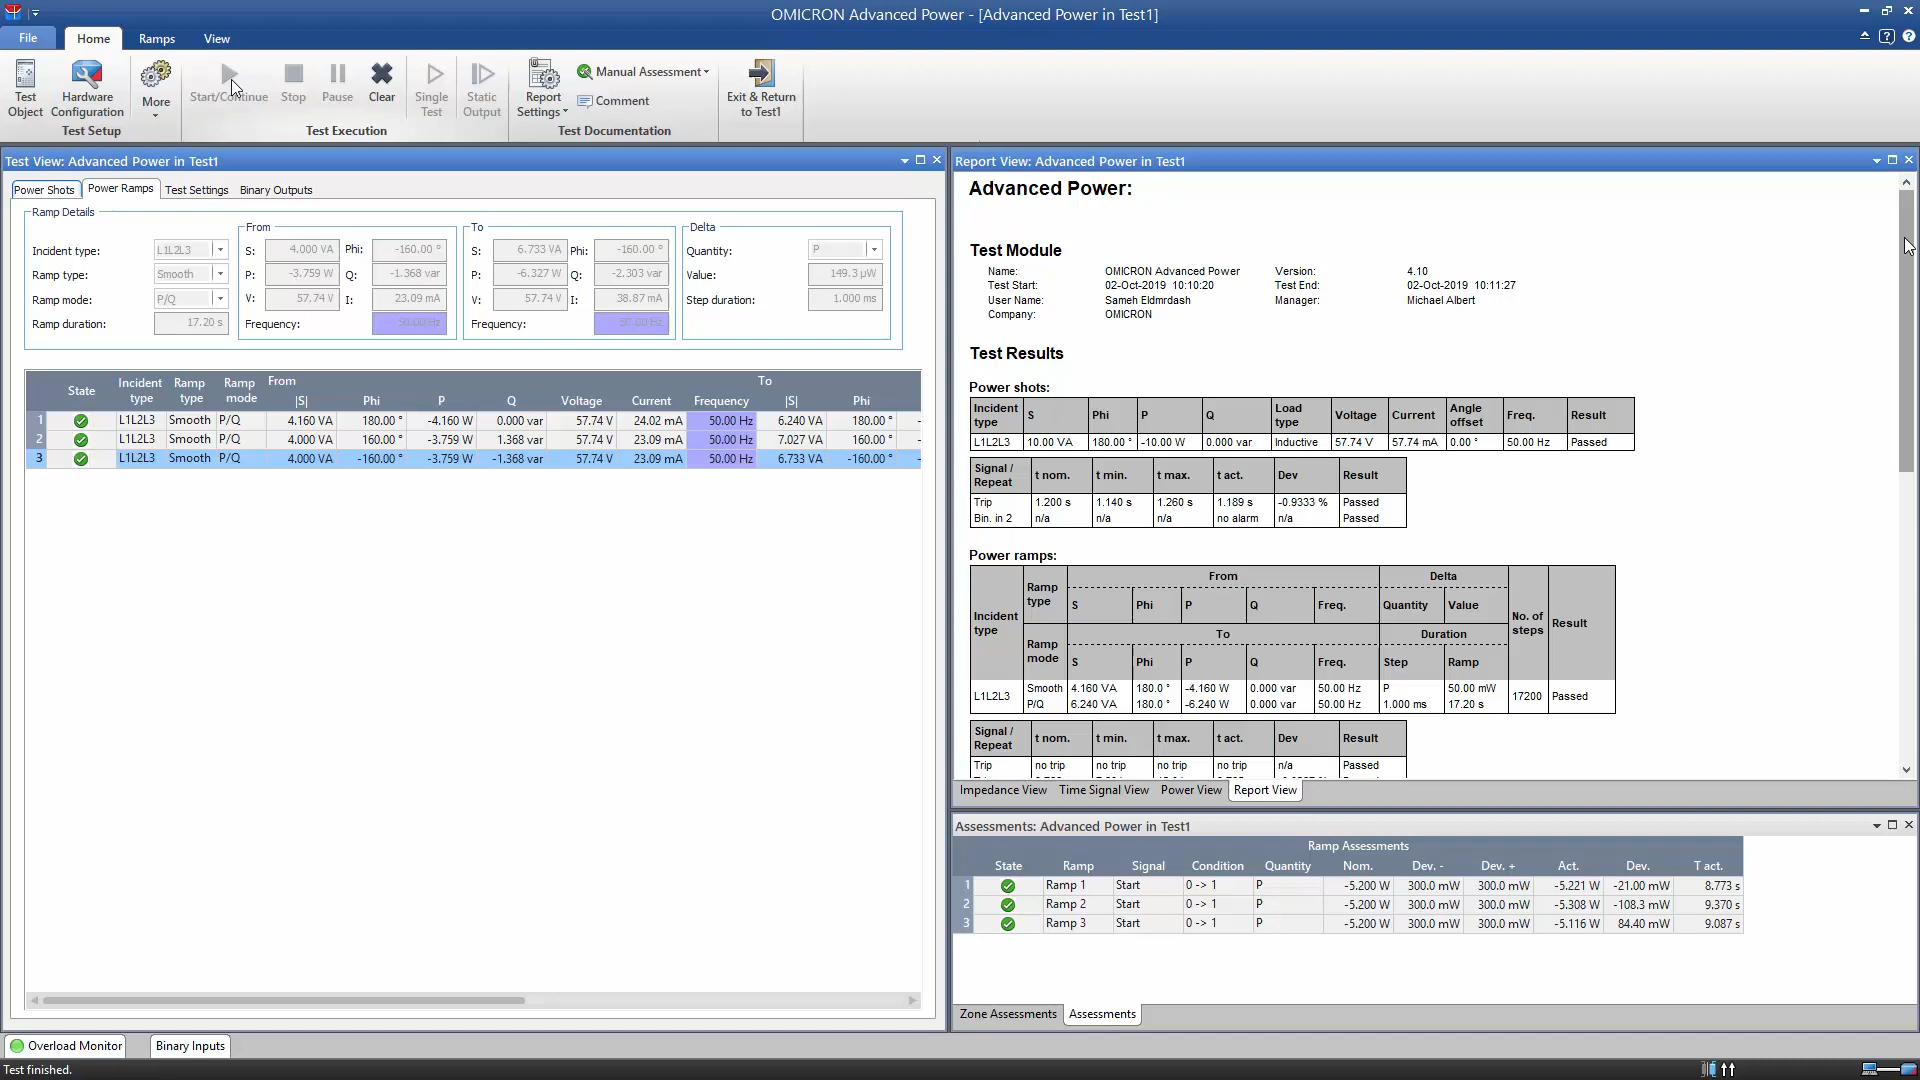 OMICRON Advanced Power - [Advanced Power in Test1]
File Home Ramps View
Test Object
Hardware Configuration
More
Test Setup
Start/Continue Stop Pause Clear
Single Test
Static Output
Test Execution
Report Settings
Manual Assessment
Comment
Test Documentation
Exit & Return to Test1
Test View: Advanced Power in Test1
Power Shots Power Ramps Test Settings Binary Outputs
Ramp Details
Incident type: L1L2L3
Ramp type: Smooth
Ramp mode: P/Q
Ramp duration: 17.20 s
From
S: 4.000 VA Phi: -160.00 °
P: -3.759 W Q: -1.368 var
V: 57.74 V I: 23.09 mA
Frequency: 50.00 Hz
To
S: 6.733 VA Phi: -160.00 °
P: -6.327 W Q: -2.303 var
V: 57.74 V I: 38.87 mA
Frequency: 50.00 Hz
Delta
Quantity: P
Value: 149.3 µW
Step duration: 1.000 ms
State Incident type Ramp type Ramp mode From |S| Phi P Q Voltage Current Frequency To |S| Phi
1 L1L2L3 Smooth P/Q 4.160 VA 180.00 ° -4.160 W 0.000 var 57.74 V 24.02 mA 50.00 Hz 6.240 VA 180.00 ° -
2 L1L2L3 Smooth P/Q 4.000 VA 160.00 ° -3.759 W 1.368 var 57.74 V 23.09 mA 50.00 Hz 7.027 VA 160.00 ° -
3 L1L2L3 Smooth P/Q 4.000 VA -160.00 ° -3.759 W -1.368 var 57.74 V 23.09 mA 50.00 Hz 6.733 VA -160.00 ° -
Report View: Advanced Power in Test1
Advanced Power:
Test Module
Name: OMICRON Advanced Power Version: 4.10
Test Start: 02-Oct-2019 10:10:20 Test End: 02-Oct-2019 10:11:27
User Name: Sameh Eldmrdash Manager: Michael Albert
Company: OMICRON
Test Results
Power shots:
Incident type S Phi P Q Load type Voltage Current Angle offset Freq. Result
L1L2L3 10.00 VA 180.00 ° -10.00 W 0.000 var Inductive 57.74 V 57.74 mA 0.00 ° 50.00 Hz Passed
Signal / Repeat t nom. t min. t max. t act. Dev Result
Trip 1.200 s 1.140 s 1.260 s 1.189 s -0.9333 % Passed
Bin. in 2 n/a n/a n/a no alarm n/a Passed
Power ramps:
Incident type Ramp type From Delta No. of steps Result
S Phi P Q Freq. Quantity Value
Ramp mode To Duration
S Phi P Q Freq. Step Ramp
L1L2L3 Smooth 4.160 VA 180.0 ° -4.160 W 0.000 var 50.00 Hz P 50.00 mW 17200 Passed
P/Q 6.240 VA 180.0 ° -6.240 W 0.000 var 50.00 Hz 1.000 ms 17.20 s
Signal / Repeat t nom. t min. t max. t act. Dev Result
Trip no trip no trip no trip no trip n/a Passed
Impedance View Time Signal View Power View Report View
Assessments: Advanced Power in Test1
Ramp Assessments
State Ramp Signal Condition Quantity Nom. Dev. - Dev. + Act. Dev. T act.
1 Ramp 1 Start 0 -> 1 P -5.200 W 300.0 mW 300.0 mW -5.221 W -21.00 mW 8.773 s
2 Ramp 2 Start 0 -> 1 P -5.200 W 300.0 mW 300.0 mW -5.308 W -108.3 mW 9.370 s
3 Ramp 3 Start 0 -> 1 P -5.200 W 300.0 mW 300.0 mW -5.116 W 84.40 mW 9.087 s
Zone Assessments Assessments
Overload Monitor Binary Inputs
Test finished.